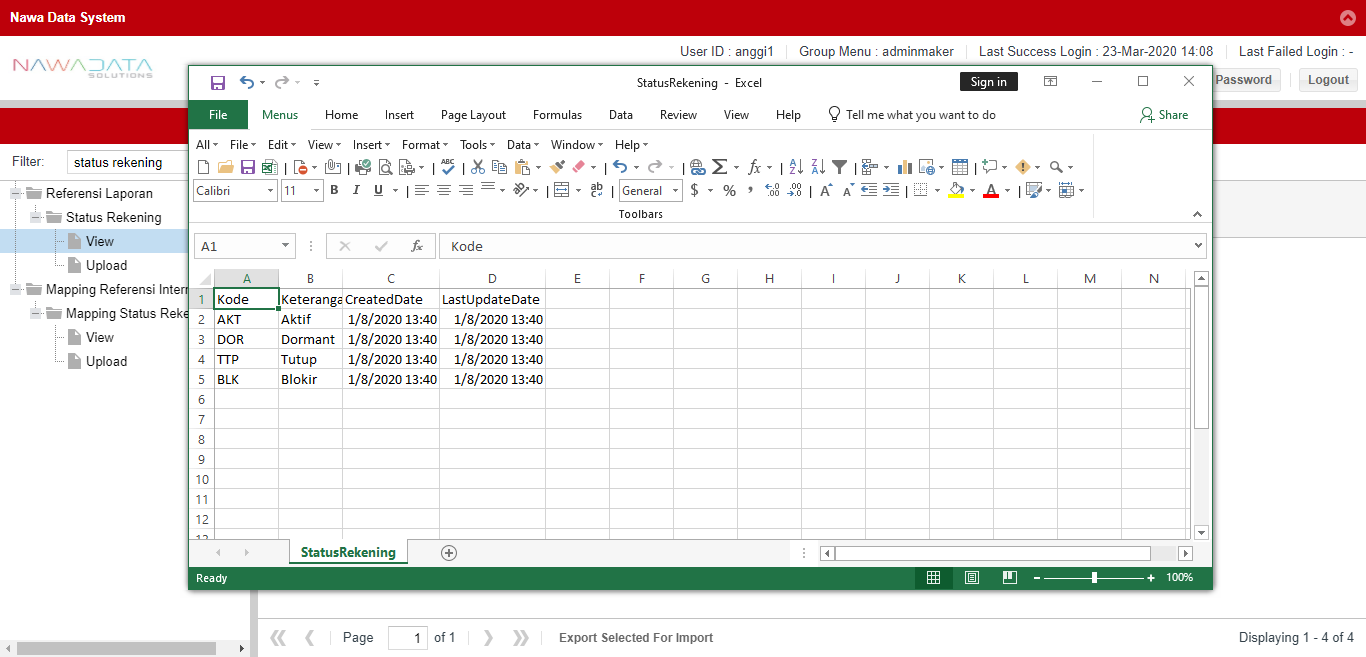 Nawa Data System
User ID : anggi1 Group Menu : adminmaker Last Success Login : 23-Mar-2020 14:08 Last Failed Login : -
NAWADATA
SOLUTIONS
Password Logout
StatusRekening - Excel Sign in
File Menus Home Insert Page Layout Formulas Data Review View Help Tell me what you want to do Share
All File Edit View Insert Format Tools Data Window Help
Calibri 11 B I U General $ % ,
Toolbars
A1 fx Kode
Filter: status rekening
Referensi Laporan
Status Rekening
View
Upload
Mapping Referensi Inter
Mapping Status Reke
View
Upload
A B C D E F G H I J K L M N
1 Kode Keteranga CreatedDate LastUpdateDate
2 AKT Aktif 1/8/2020 13:40 1/8/2020 13:40
3 DOR Dormant 1/8/2020 13:40 1/8/2020 13:40
4 TTP Tutup 1/8/2020 13:40 1/8/2020 13:40
5 BLK Blokir 1/8/2020 13:40 1/8/2020 13:40
6
7
8
9
10
11
12
13
StatusRekening
Ready 100%
Page 1 of 1 Export Selected For Import Displaying 1 - 4 of 4